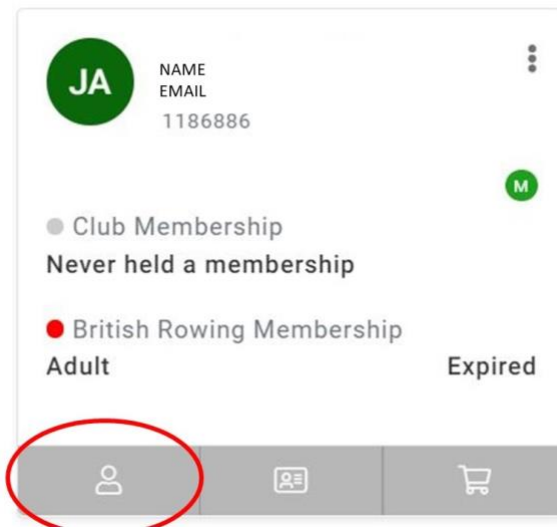 JA
NAME
EMAIL
1186886
M
Club Membership
Never held a membership
British Rowing Membership
Adult Expired